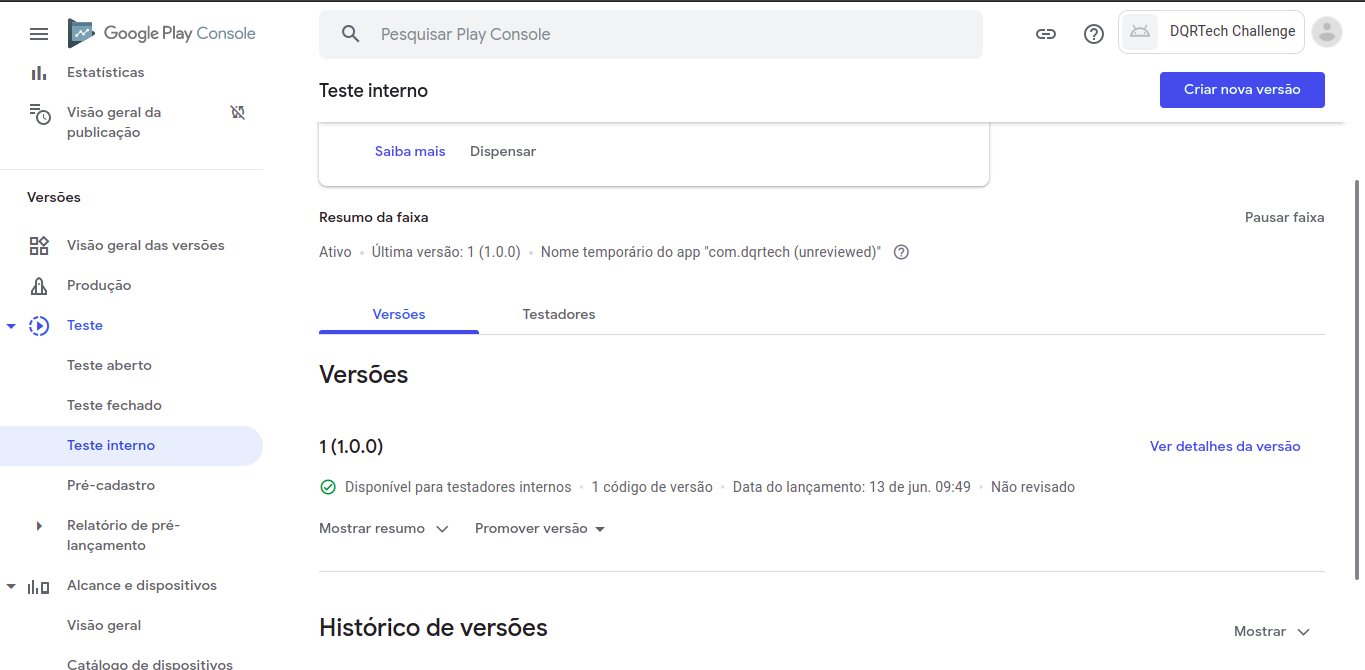 Google Play Console
Pesquisar Play Console
DQRTech Challenge
Estatísticas
Visão geral da
publicação
Versões
Visão geral das versões
Produção
Teste
Teste aberto
Teste fechado
Teste interno
Pré-cadastro
Relatório de pré-
lançamento
Alcance e dispositivos
Visão geral
Catálogo de dispositivos
Teste interno
Criar nova versão
Saiba mais
Dispensar
Resumo da faixa
Pausar faixa
Ativo • Última versão: 1 (1.0.0) • Nome temporário do app "com.dqrtech (unreviewed)"
Versões
Testadores
Versões
1 (1.0.0)
Ver detalhes da versão
Disponível para testadores internos • 1 código de versão • Data do lançamento: 13 de jun. 09:49 • Não revisado
Mostrar resumo
Promover versão
Histórico de versões
Mostrar